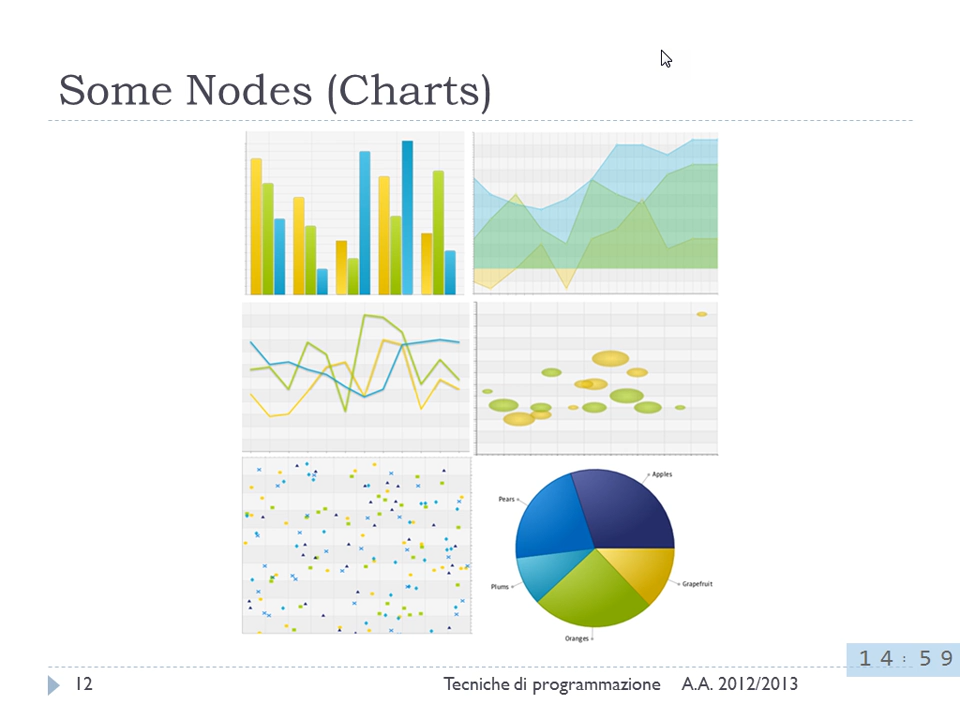 Some Nodes (Charts)
Apples
Pears
Plums
Grapefruit
Oranges
14:59
12
Tecniche di programmazione A.A. 2012/2013